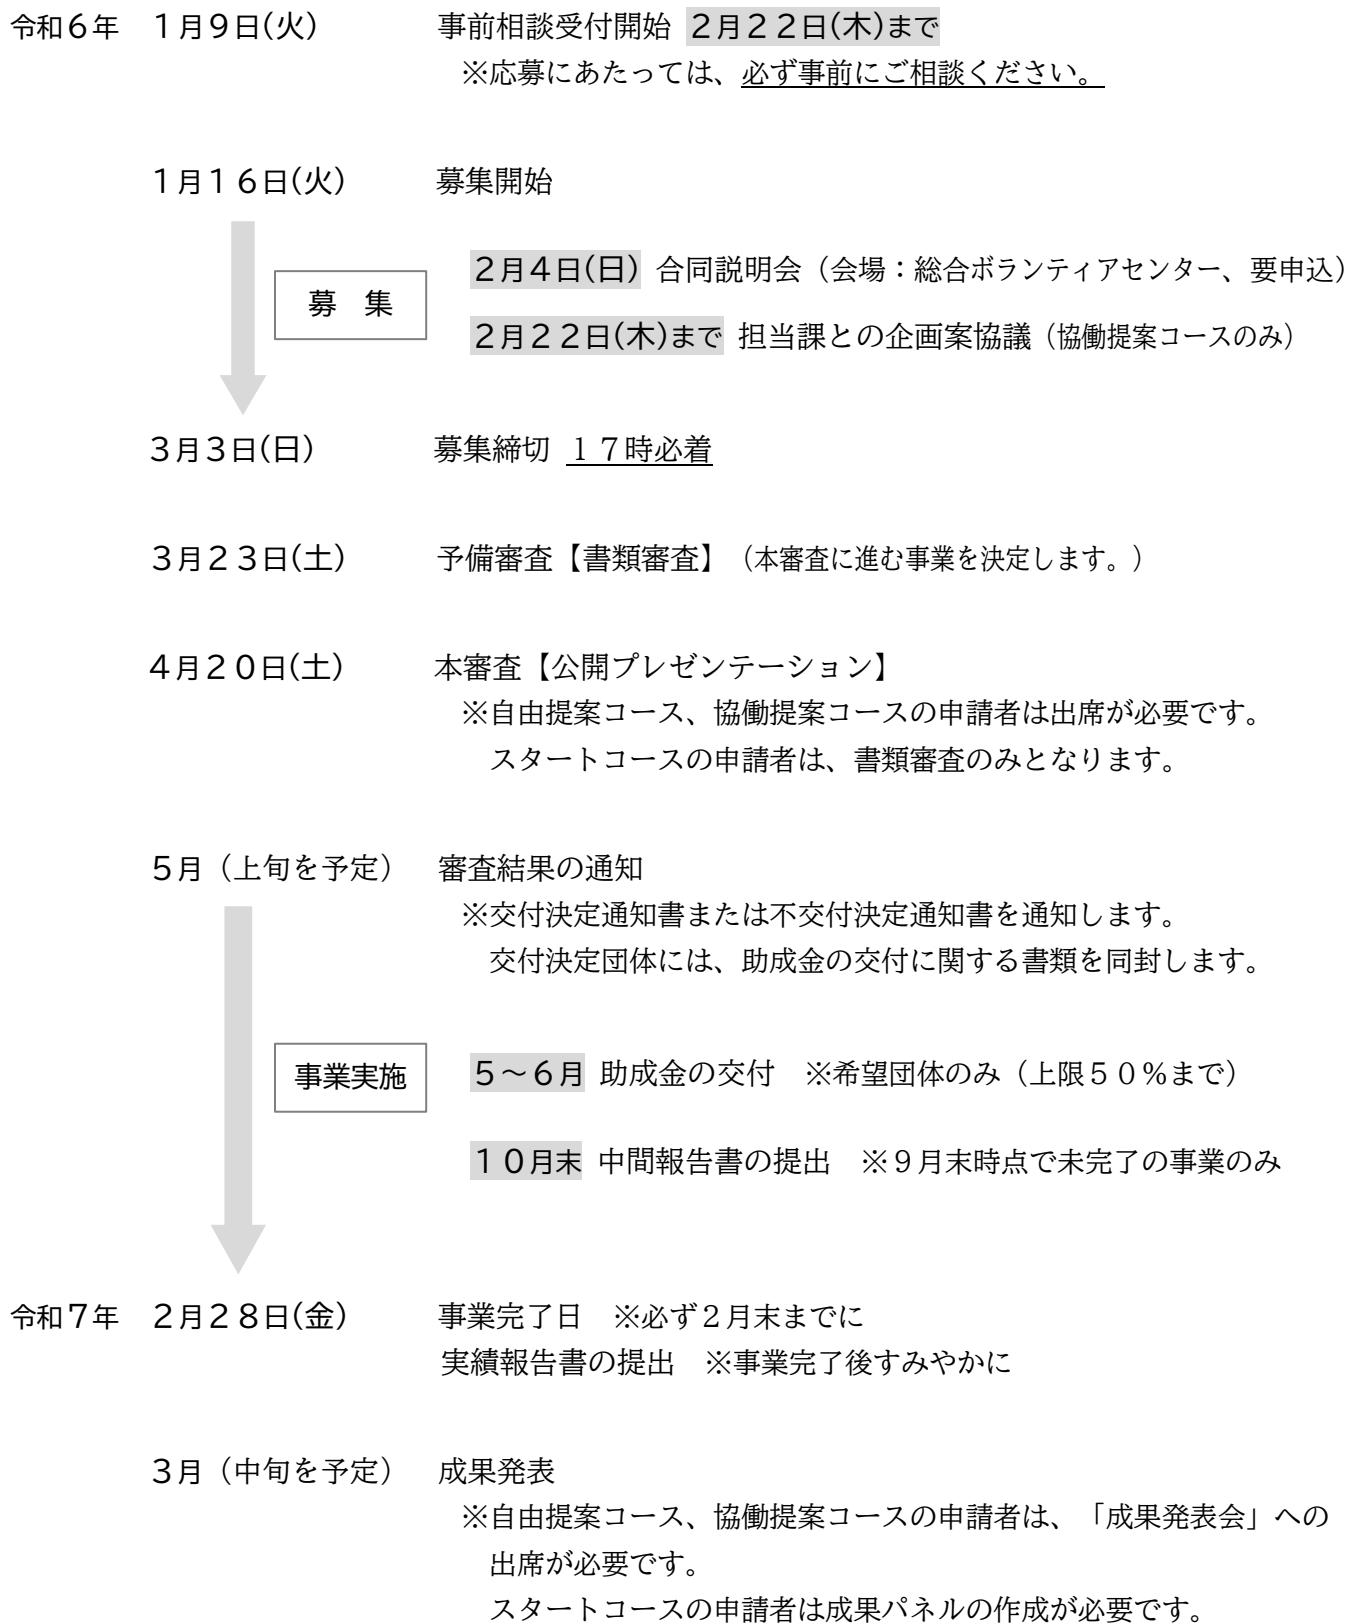 令和６年　１月９日(火)　事前相談受付開始　２月２２日(木)まで
※応募にあたっては、必ず事前にご相談ください。
１月１６日(火)　募集開始
２月４日(日)　合同説明会（会場：総合ボランティアセンター、要申込）
募　集
２月２２日(木)まで　担当課との企画案協議（協働提案コースのみ）
３月３日(日)　募集締切　１７時必着
３月２３日(土)　予備審査【書類審査】（本審査に進む事業を決定します。）
４月２０日(土)　本審査【公開プレゼンテーション】
※自由提案コース、協働提案コースの申請者は出席が必要です。
スタートコースの申請者は、書類審査のみとなります。
５月（上旬を予定）　審査結果の通知
※交付決定通知書または不交付決定通知書を通知します。
交付決定団体には、助成金の交付に関する書類を同封します。
事業実施　５～６月　助成金の交付　※希望団体のみ（上限５０％まで）
１０月末　中間報告書の提出　※９月末時点で未完了の事業のみ
令和７年　２月２８日(金)　事業完了日　※必ず２月末までに
実績報告書の提出　※事業完了後すみやかに
３月（中旬を予定）　成果発表
※自由提案コース、協働提案コースの申請者は、「成果発表会」への
出席が必要です。
スタートコースの申請者は成果パネルの作成が必要です。